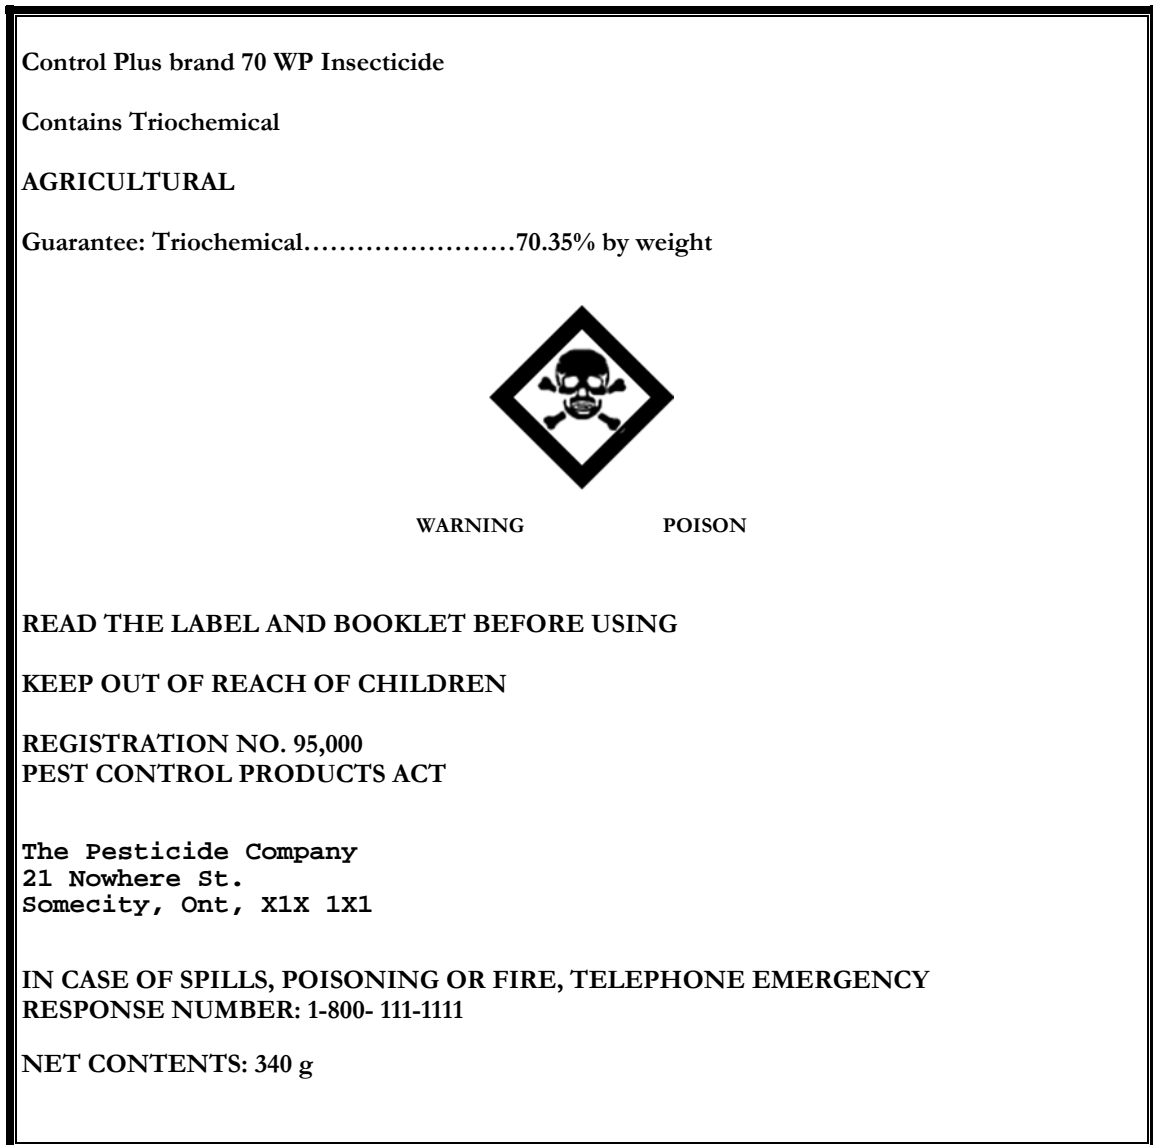 Control Plus brand 70 WP Insecticide
Contains Triochemical
AGRICULTURAL
Guarantee: Triochemical……………………70.35% by weight
WARNING POISON
READ THE LABEL AND BOOKLET BEFORE USING
KEEP OUT OF REACH OF CHILDREN
REGISTRATION NO. 95,000
PEST CONTROL PRODUCTS ACT
The Pesticide Company
21 Nowhere St.
Somecity, Ont, X1X 1X1
IN CASE OF SPILLS, POISONING OR FIRE, TELEPHONE EMERGENCY
RESPONSE NUMBER: 1-800- 111-1111
NET CONTENTS: 340 g